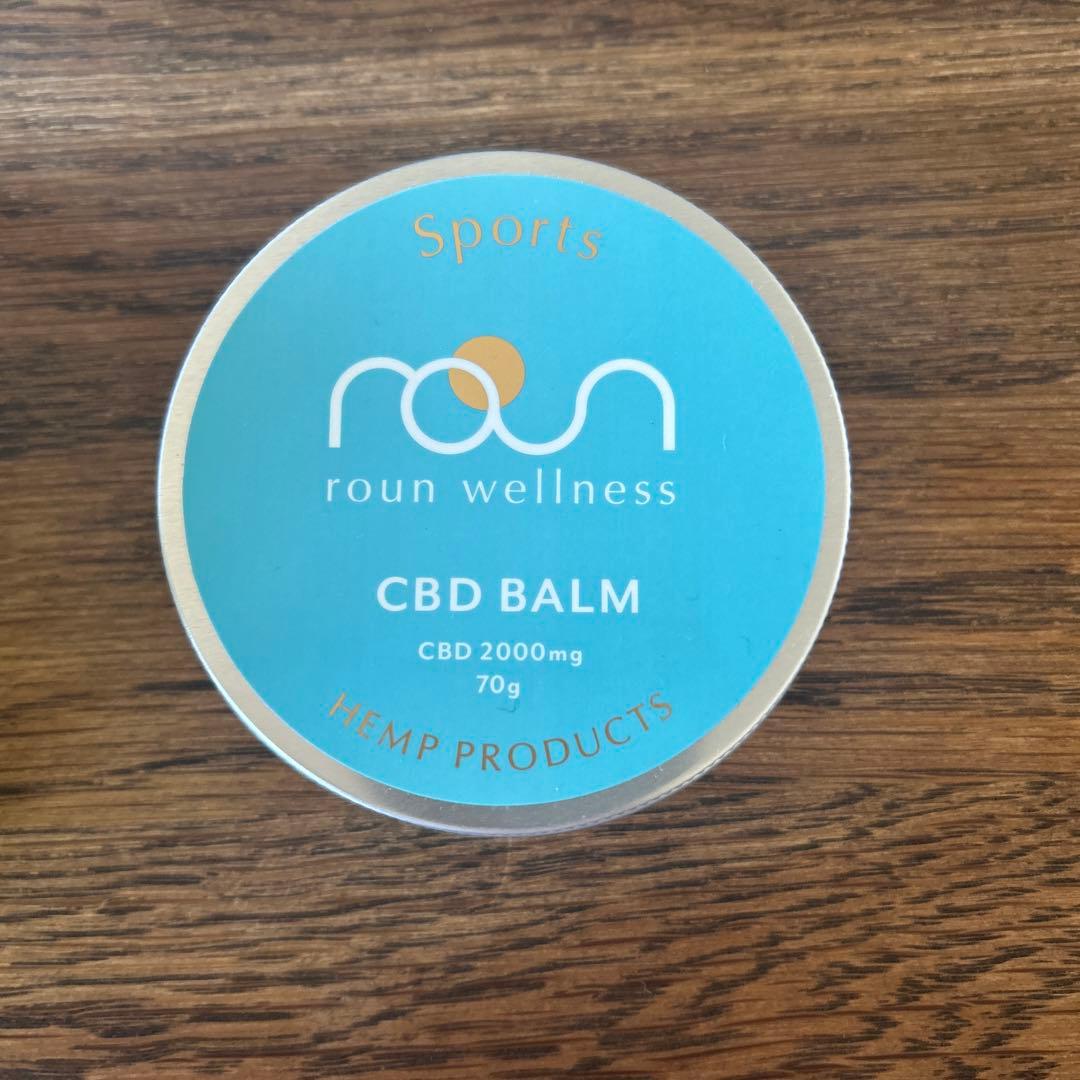 Sports
roun
roun wellness
CBD BALM
CBD 2000mg
70g
HEMP PRODUCTS